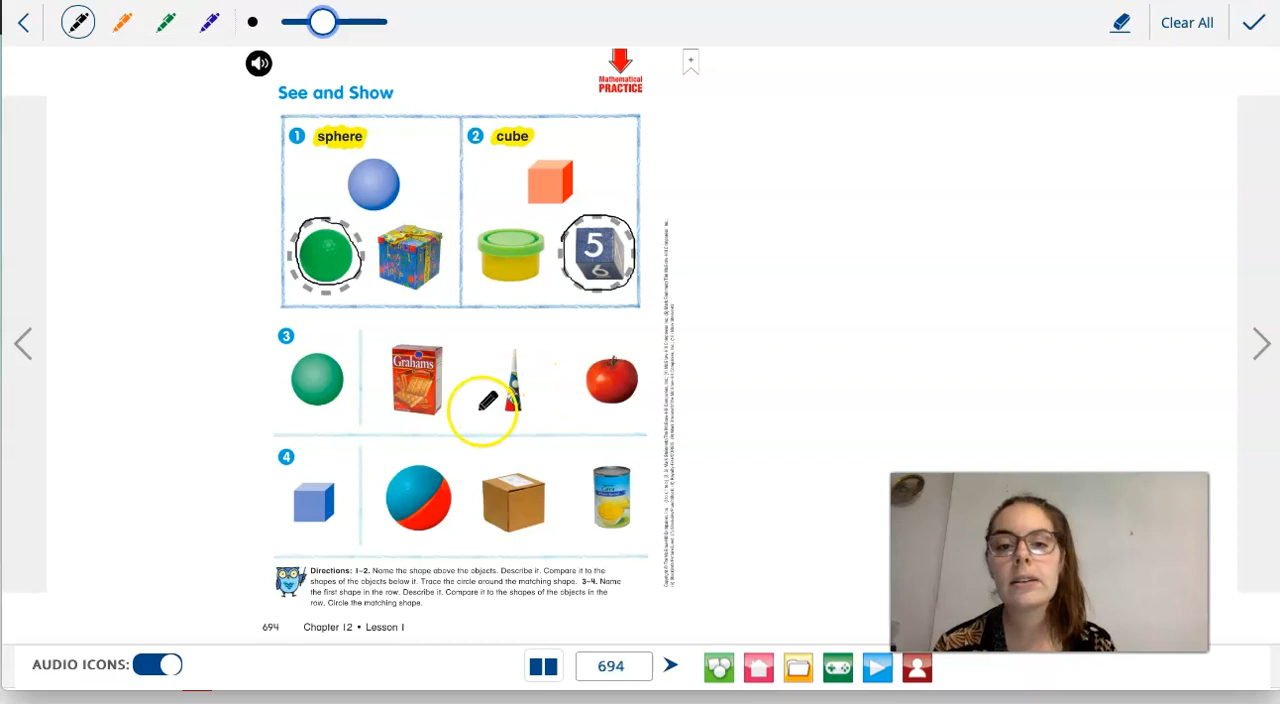 Clear All
Mathematical
PRACTICE
See and Show
1 sphere
2 cube
5
6
3
Grahams
4
Directions: 1–2. Name the shape above the objects. Describe it. Compare it to the
shapes of the objects below it. Trace the circle around the matching shape. 3–4. Name
the first shape in the row. Describe it. Compare it to the shapes of the objects in the
row. Circle the matching shape.
694 Chapter 12 • Lesson 1
AUDIO ICONS:
694